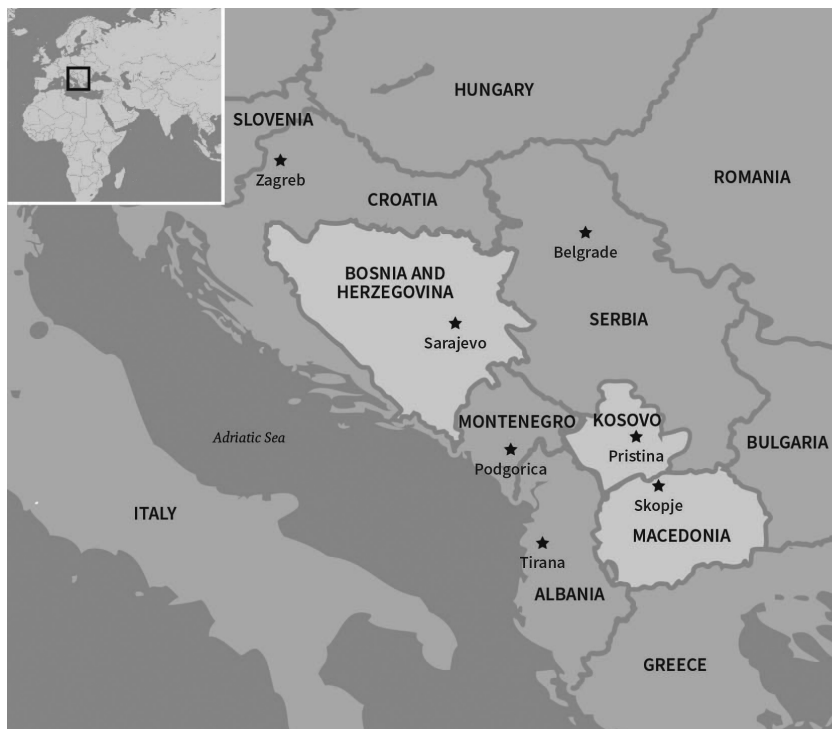 HUNGARY
SLOVENIA
Zagreb
ROMANIA
CROATIA
Belgrade
BOSNIA AND
HERZEGOVINA
SERBIA
Sarajevo
MONTENEGRO
KOSOVO
Adriatic Sea
Pristina
BULGARIA
Podgorica
Skopje
ITALY
MACEDONIA
Tirana
ALBANIA
GREECE